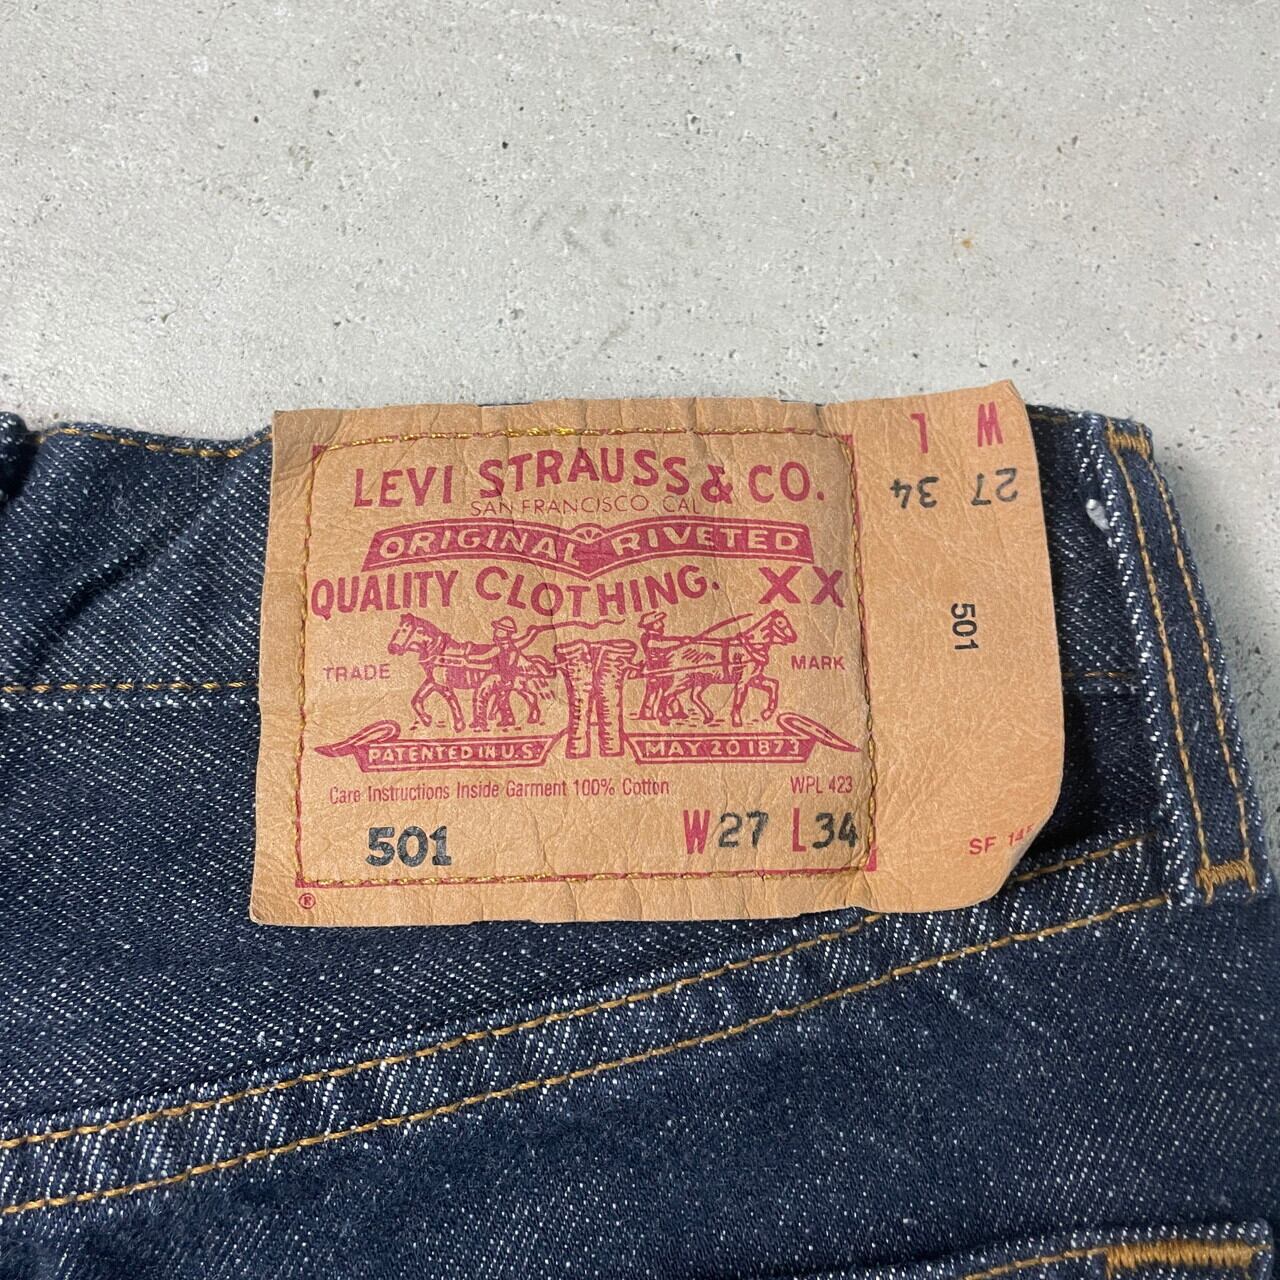 LEVI STRAUSS & CO.
SAN FRANCISCO CAL
ORIGINAL RIVETED
QUALITY CLOTHING. XX
TRADE MARK
PATENTED IN U.S. MAY 20 1873
Care Instructions Inside Garment 100% Cotton WPL 423
501 W27 L34
®
W L
27 34
501
SF